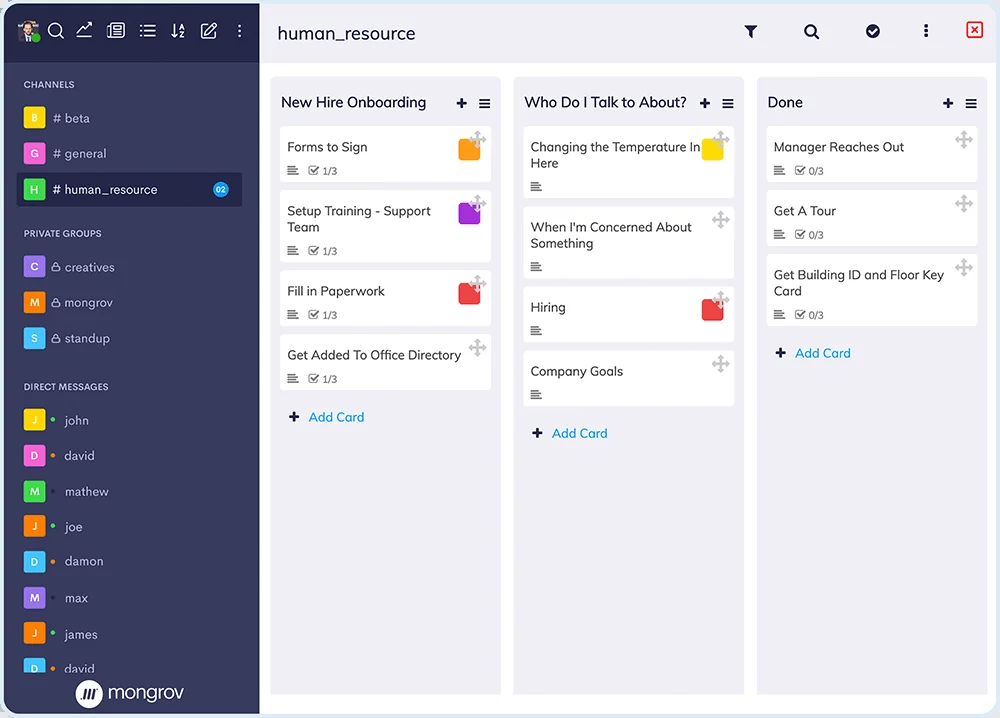 CHANNELS
B # beta
G # general
H # human_resource 02
PRIVATE GROUPS
C creatives
M mongrov
S standup
DIRECT MESSAGES
J john
D david
M mathew
J joe
D damon
M max
J james
D david
mongrov
human_resource
New Hire Onboarding
Forms to Sign
1/3
Setup Training - Support
Team
1/3
Fill in Paperwork
1/3
Get Added To Office Directory
1/3
Add Card
Who Do I Talk to About?
Changing the Temperature In
Here
When I'm Concerned About
Something
Hiring
Company Goals
Add Card
Done
Manager Reaches Out
0/3
Get A Tour
0/3
Get Building ID and Floor Key
Card
0/3
Add Card